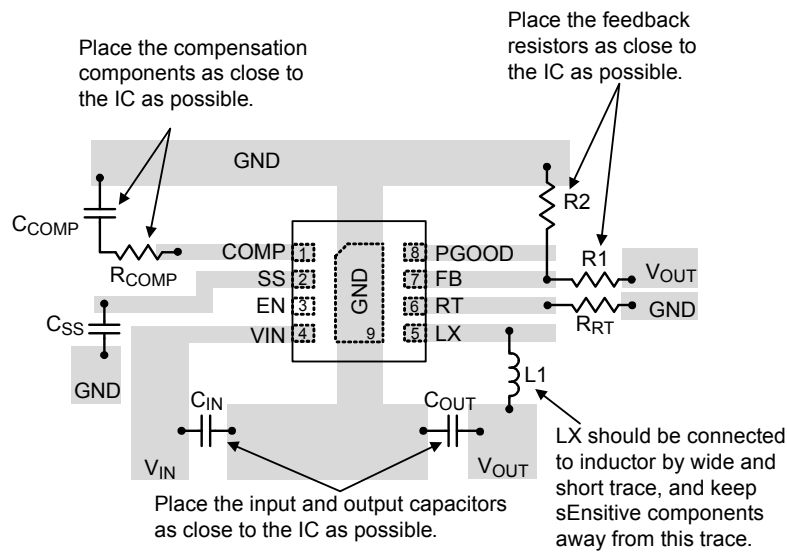 Place the feedback
resistors as close to
the IC as possible.
Place the compensation
components as close to
the IC as possible.
GND
R2
CCOMP
RCOMP
COMP 1
SS 2
EN 3
VIN 4
GND
9
8 PGOOD
7 FB
6 RT
5 LX
R1
VOUT
GND
RRT
CSS
GND
L1
CIN
COUT
VIN
VOUT
LX should be connected
to inductor by wide and
short trace, and keep
sEnsitive components
away from this trace.
Place the input and output capacitors
as close to the IC as possible.